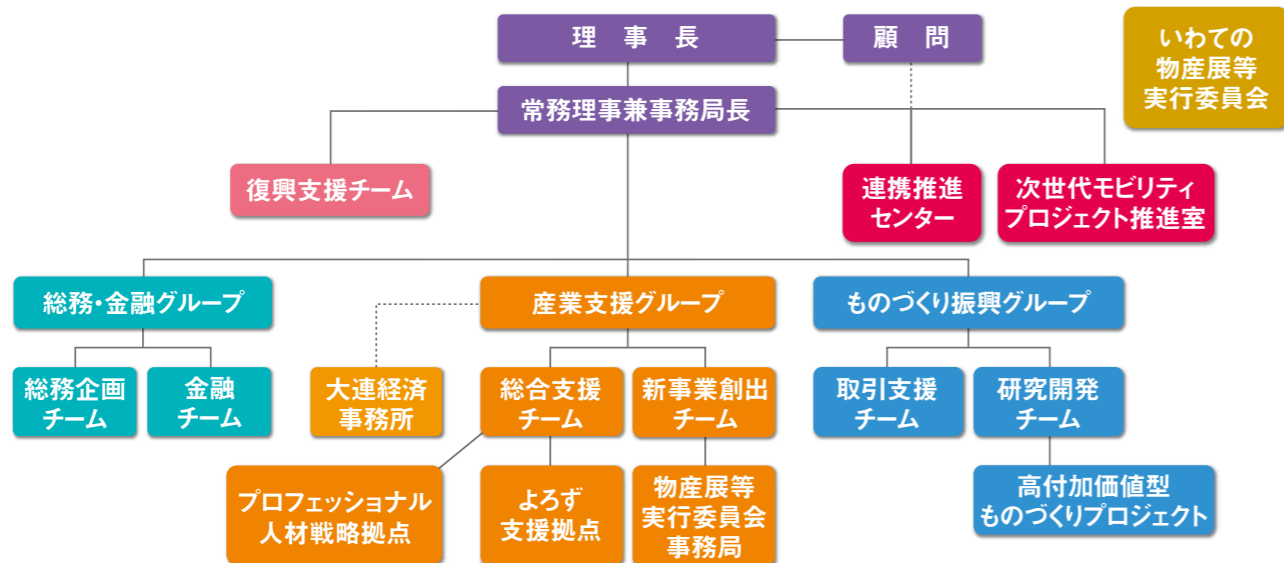 理事長
顧問
いわての
物産展等
実行委員会
常務理事兼事務局長
復興支援チーム
連携推進
センター
次世代モビリティ
プロジェクト推進室
総務・金融グループ
産業支援グループ
ものづくり振興グループ
総務企画
チーム
金融
チーム
大連経済
事務所
総合支援
チーム
新事業創出
チーム
取引支援
チーム
研究開発
チーム
プロフェッショナル
人材戦略拠点
よろず
支援拠点
物産展等
実行委員会
事務局
高付加価値型
ものづくりプロジェクト